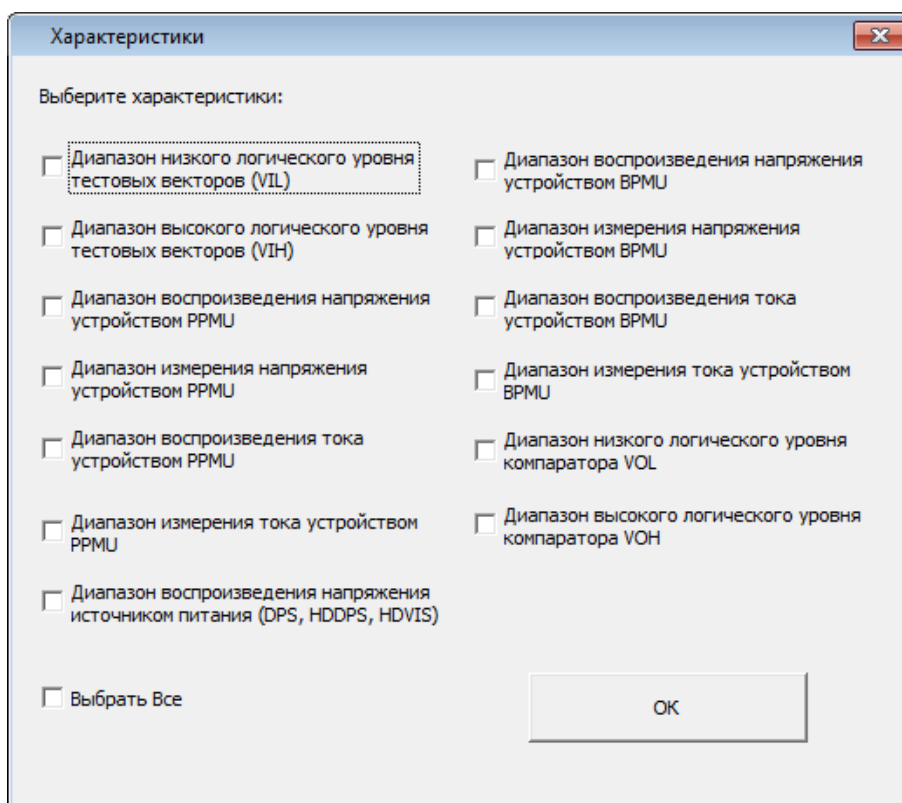 Характеристики
Выберите характеристики:
Диапазон низкого логического уровня
тестовых векторов (VIL)
Диапазон высокого логического уровня
тестовых векторов (VIH)
Диапазон воспроизведения напряжения
устройством PPMU
Диапазон измерения напряжения
устройством PPMU
Диапазон воспроизведения тока
устройством PPMU
Диапазон измерения тока устройством
PPMU
Диапазон воспроизведения напряжения
источником питания (DPS, HDDPS, HDVIS)
Диапазон воспроизведения напряжения
устройством BPMU
Диапазон измерения напряжения
устройством BPMU
Диапазон воспроизведения тока
устройством BPMU
Диапазон измерения тока устройством
BPMU
Диапазон низкого логического уровня
компаратора VOL
Диапазон высокого логического уровня
компаратора VOH
Выбрать Все
ОК